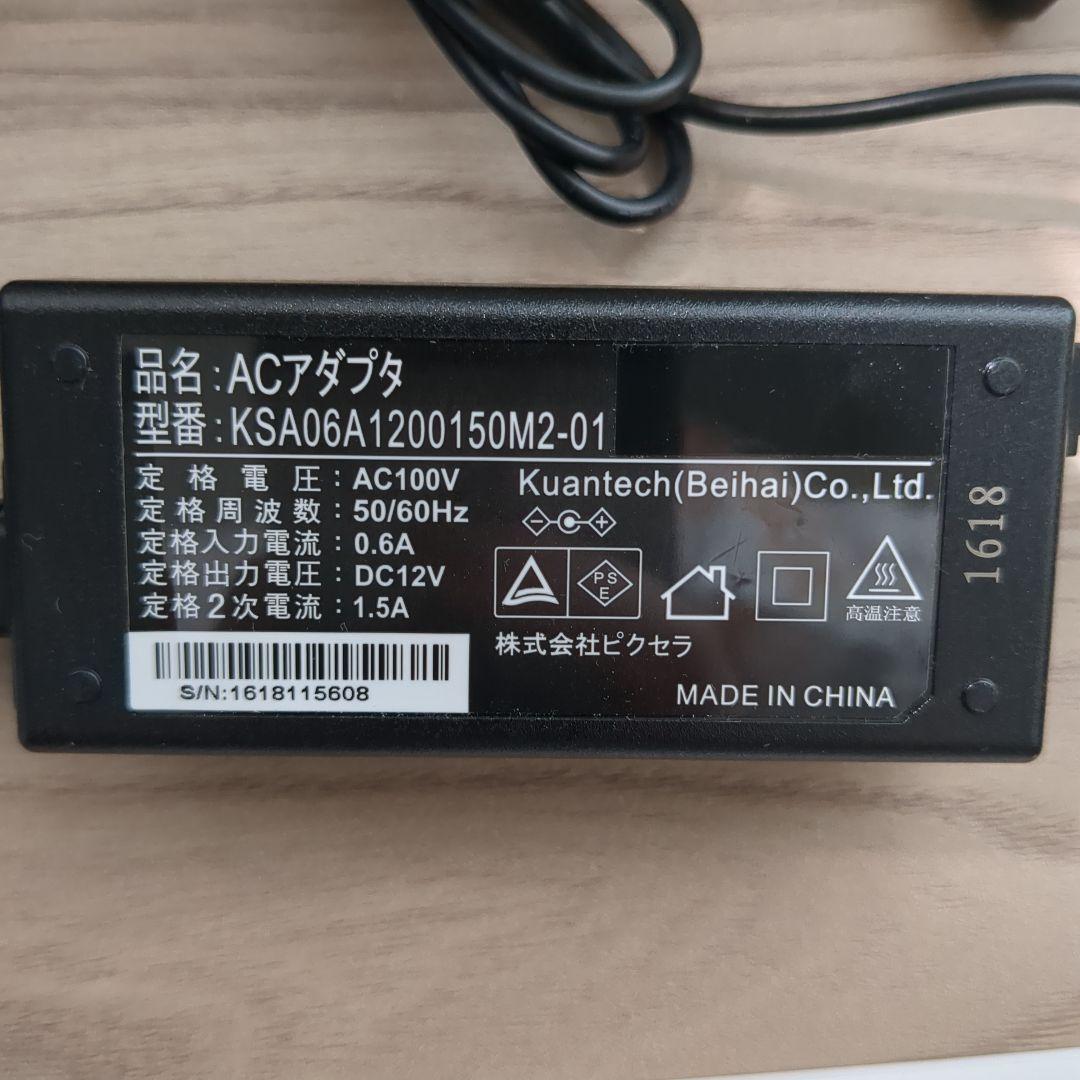 品名:ACアダプタ
型番:KSA06A1200150M2-01
定格電圧:AC100V
定格周波数:50/60Hz
定格入力電流:0.6A
定格出力電圧:DC12V
定格2次電流:1.5A
S/N:1618115608
Kuantech(Beihai)Co.,Ltd.
PS
E
高温注意
株式会社ピクセラ
MADE IN CHINA
1618